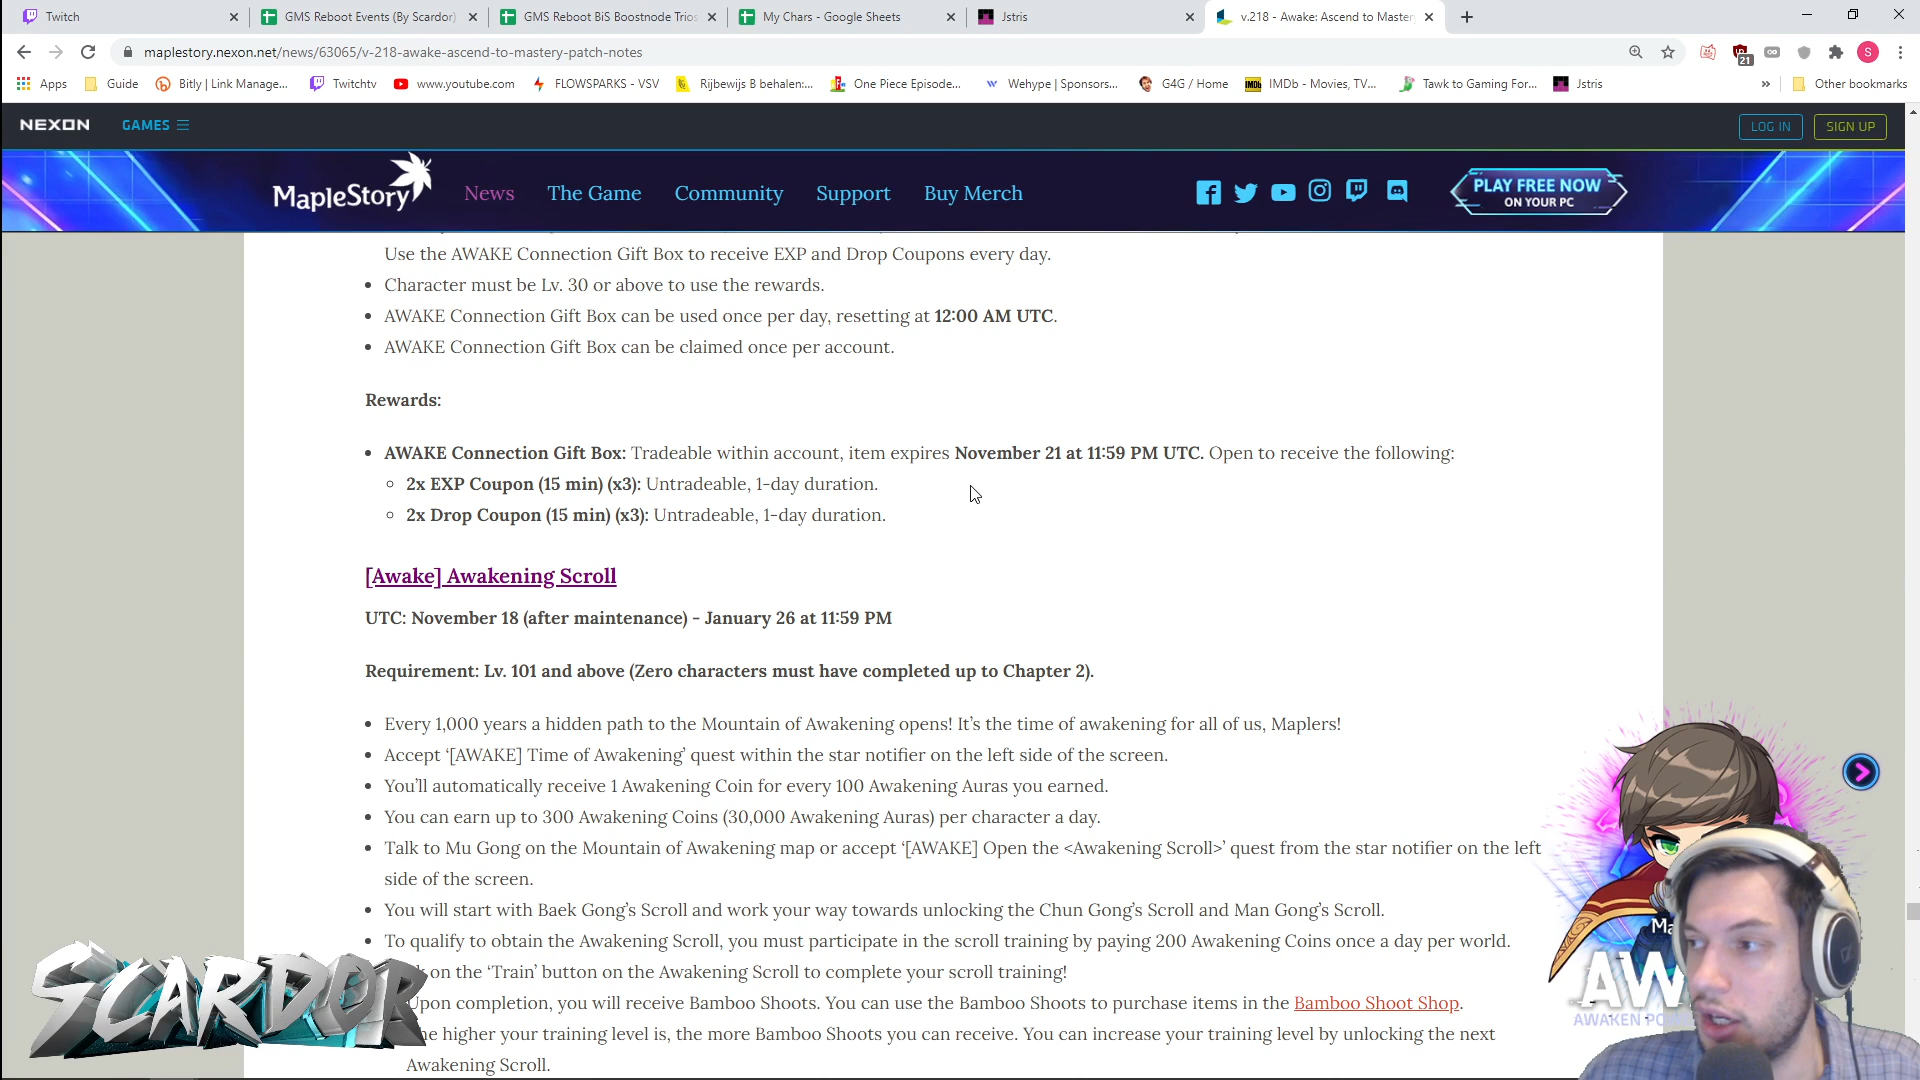 Twitch
GMS Reboot Events (By Scardor)
GMS Reboot BiS Boostnode Trios
My Chars - Google Sheets
Jstris
v.218 - Awake: Ascend to Master
maplestory.nexon.net/news/63065/v-218-awake-ascend-to-mastery-patch-notes
21
S
Apps
Guide
Bitly | Link Manage...
Twitchtv
www.youtube.com
FLOWSPARKS - VSV
Rijbewijs B behalen:...
One Piece Episode...
Wehype | Sponsors...
G4G / Home
IMDb - Movies, TV...
Tawk to Gaming For...
Jstris
»
Other bookmarks
NEXON
GAMES
LOG IN
SIGN UP
MapleStory
News
The Game
Community
Support
Buy Merch
PLAY FREE NOW
ON YOUR PC
Use the AWAKE Connection Gift Box to receive EXP and Drop Coupons every day.
• Character must be Lv. 30 or above to use the rewards.
• AWAKE Connection Gift Box can be used once per day, resetting at 12:00 AM UTC.
• AWAKE Connection Gift Box can be claimed once per account.
Rewards:
• AWAKE Connection Gift Box: Tradeable within account, item expires November 21 at 11:59 PM UTC. Open to receive the following:
◦ 2x EXP Coupon (15 min) (x3): Untradeable, 1-day duration.
◦ 2x Drop Coupon (15 min) (x3): Untradeable, 1-day duration.
[Awake] Awakening Scroll
UTC: November 18 (after maintenance) - January 26 at 11:59 PM
Requirement: Lv. 101 and above (Zero characters must have completed up to Chapter 2).
• Every 1,000 years a hidden path to the Mountain of Awakening opens! It’s the time of awakening for all of us, Maplers!
• Accept ‘[AWAKE] Time of Awakening’ quest within the star notifier on the left side of the screen.
• You’ll automatically receive 1 Awakening Coin for every 100 Awakening Auras you earned.
• You can earn up to 300 Awakening Coins (30,000 Awakening Auras) per character a day.
• Talk to Mu Gong on the Mountain of Awakening map or accept ‘[AWAKE] Open the <Awakening Scroll>’ quest from the star notifier on the left
side of the screen.
• You will start with Baek Gong’s Scroll and work your way towards unlocking the Chun Gong’s Scroll and Man Gong’s Scroll.
• To qualify to obtain the Awakening Scroll, you must participate in the scroll training by paying 200 Awakening Coins once a day per world.
on the ‘Train’ button on the Awakening Scroll to complete your scroll training!
Upon completion, you will receive Bamboo Shoots. You can use the Bamboo Shoots to purchase items in the Bamboo Shoot Shop.
he higher your training level is, the more Bamboo Shoots you can receive. You can increase your training level by unlocking the next
Awakening Scroll.
SCARDOR
Ma
AW
AWAKEN PO